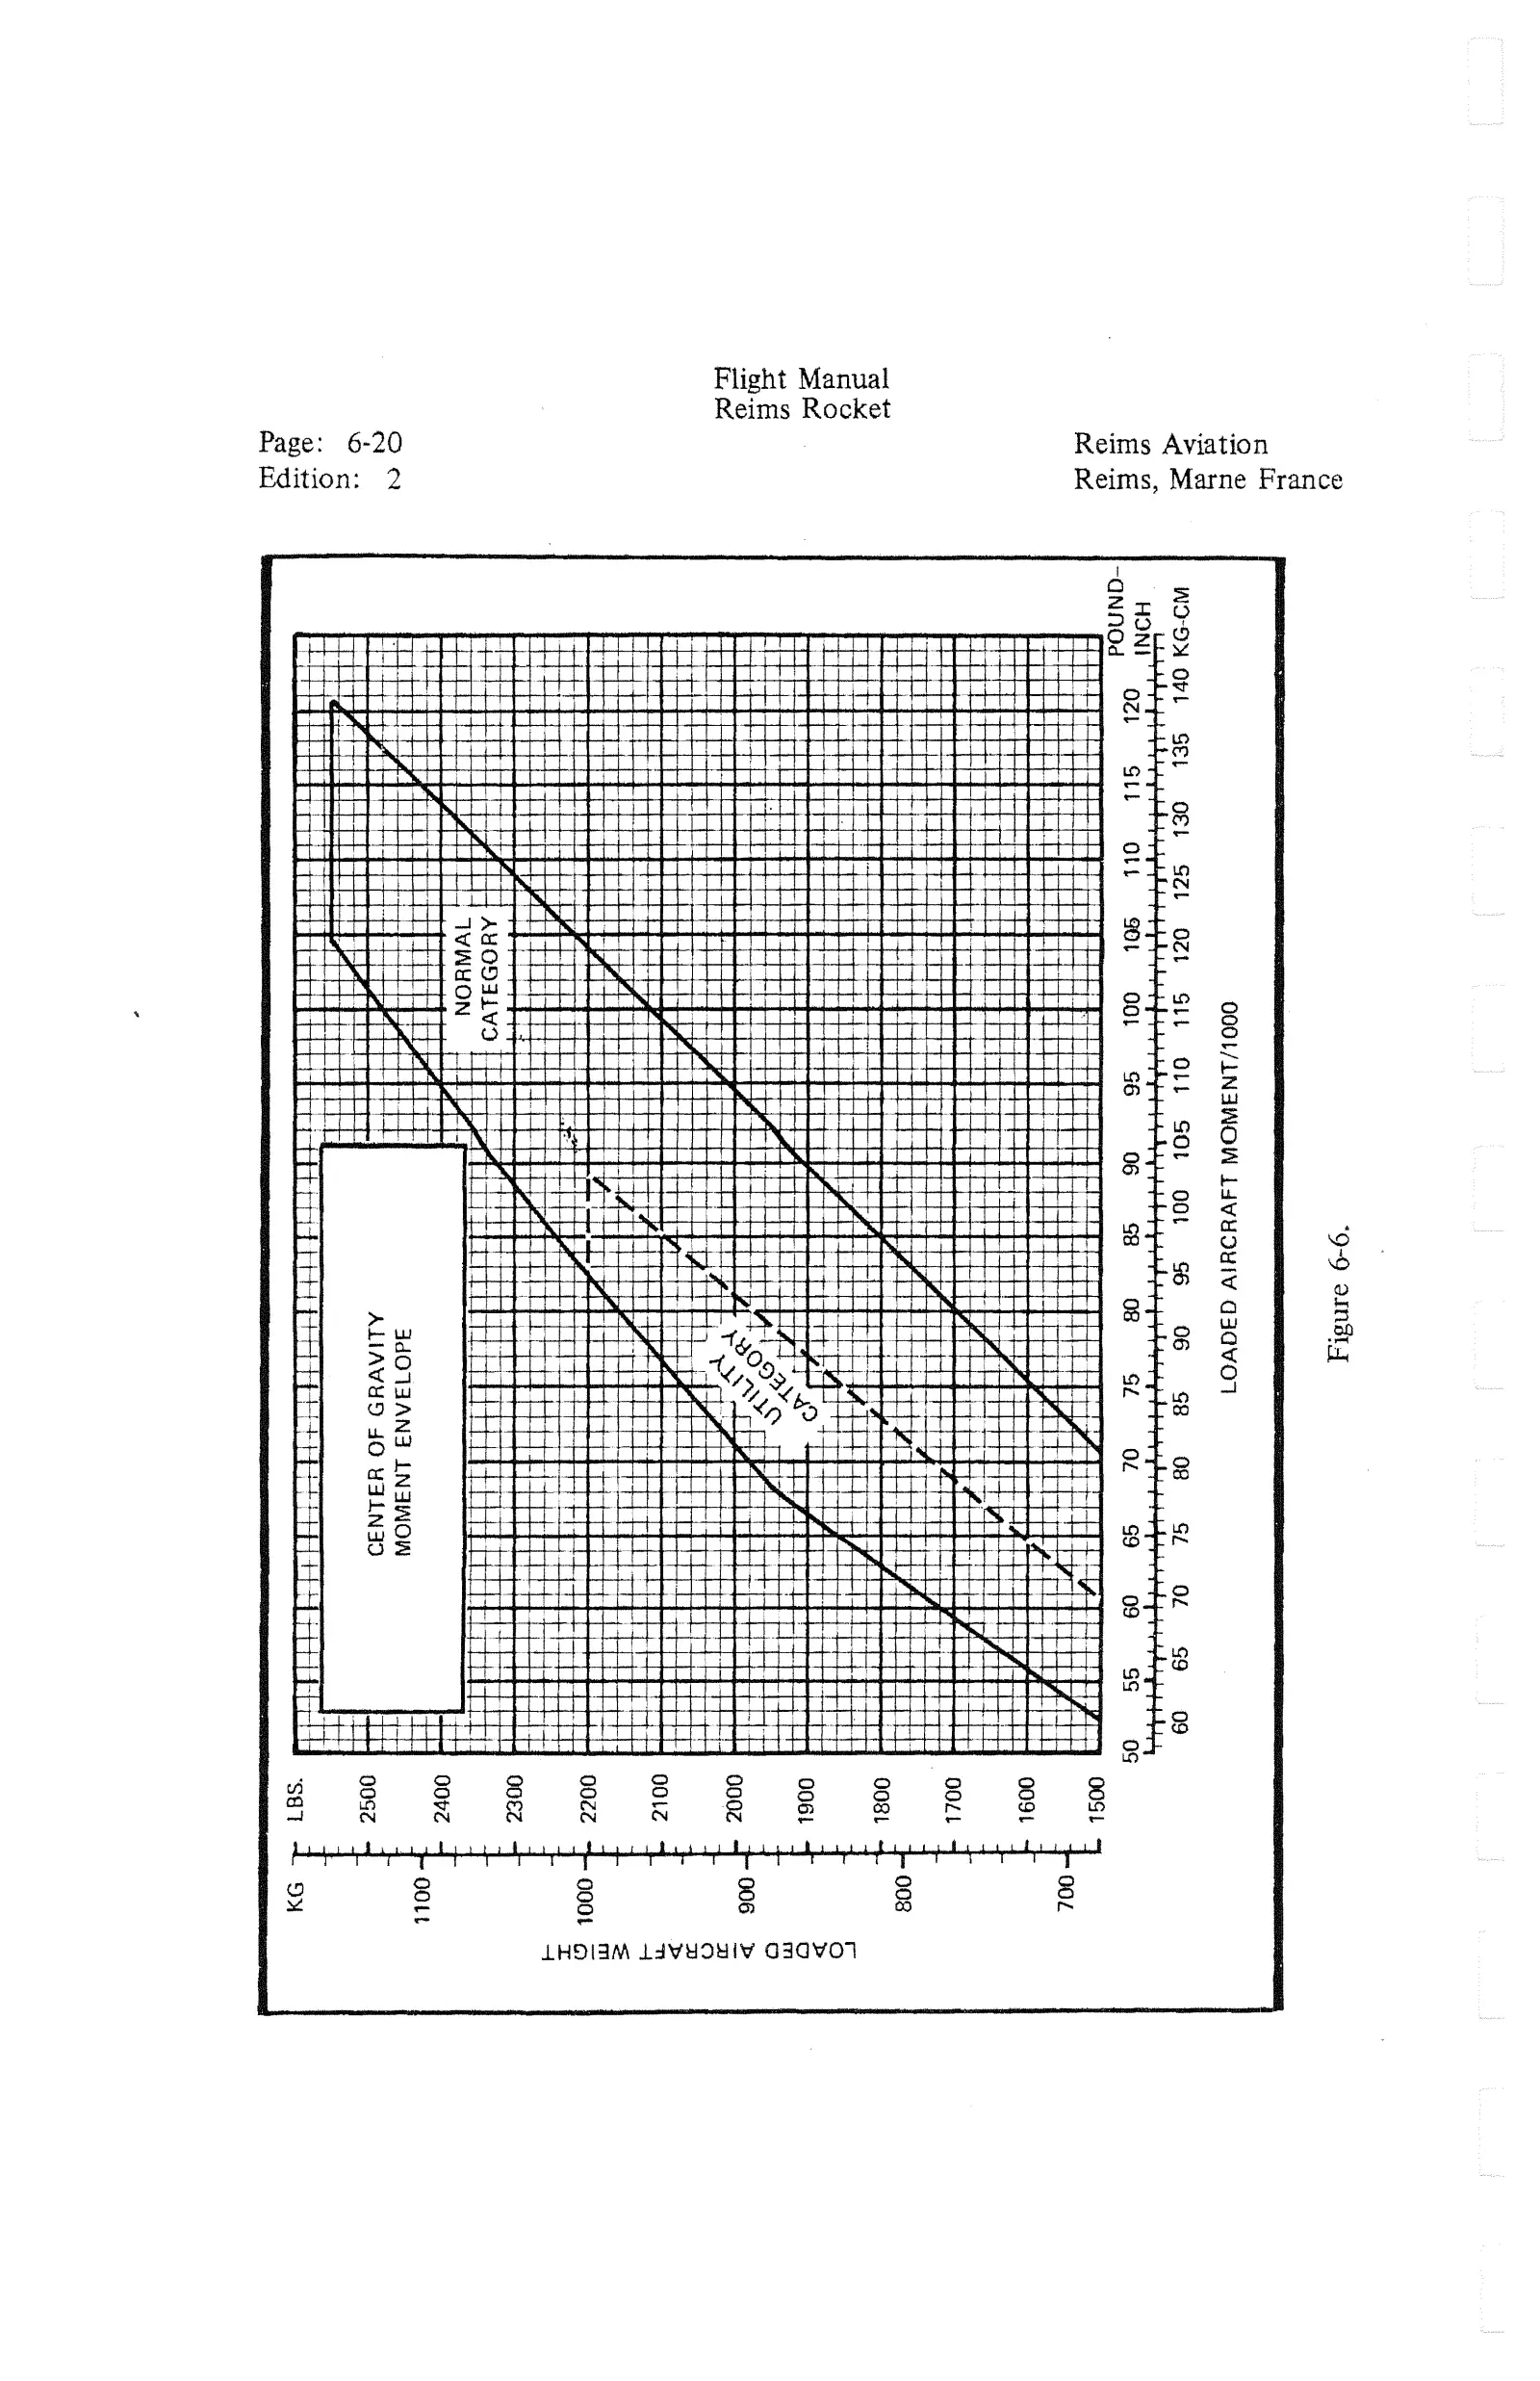 Flight Manual
Reims Rocket
Page: 6-20
Edition: 2
Reims Aviation
Reims, Marne France
CENTER OF GRAVITY
MOMENT ENVELOPE
NORMAL
CATEGORY
UTILITY
CATEGORY
LOADED AIRCRAFT WEIGHT
KG
1100
1000
900
800
700
LBS.
2500
2400
2300
2200
2100
2000
1900
1800
1700
1600
1500
50
55
60
65
70
75
80
85
90
95
100
105
110
115
120
POUND-
INCH
60
65
70
75
80
85
90
95
100
105
110
115
120
125
130
135
140
KG-CM
LOADED AIRCRAFT MOMENT/1000
Figure 6-6.